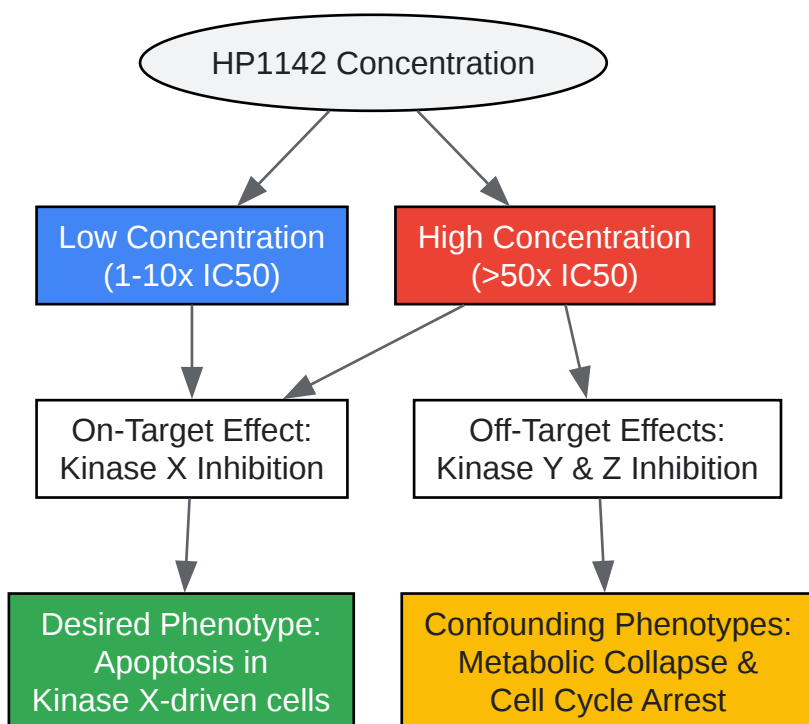 HP1142 Concentration
Low Concentration
(1-10x IC50)
High Concentration
(>50x IC50)
On-Target Effect:
Kinase X Inhibition
Off-Target Effects:
Kinase Y & Z Inhibition
Desired Phenotype:
Apoptosis in
Kinase X-driven cells
Confounding Phenotypes:
Metabolic Collapse &
Cell Cycle Arrest